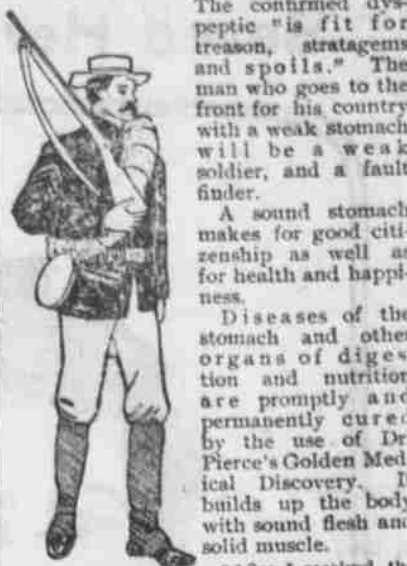 The confirmed dys-
peptic "is fit for
treason, stratagems
and spoils." The
man who goes to the
front for his country
with a weak stomach
will be a weak
soldier, and a fault
finder.
A sound stomach
makes for good citi-
zenship as well as
for health and happi-
ness.
Diseases of the
stomach and other
organs of diges
tion and nutrition
are promptly and
permanently cured
by the use of Dr
Pierce's Golden Med
ical Discovery. I
builds up the body
with sound flesh and
solid muscle.
I received the